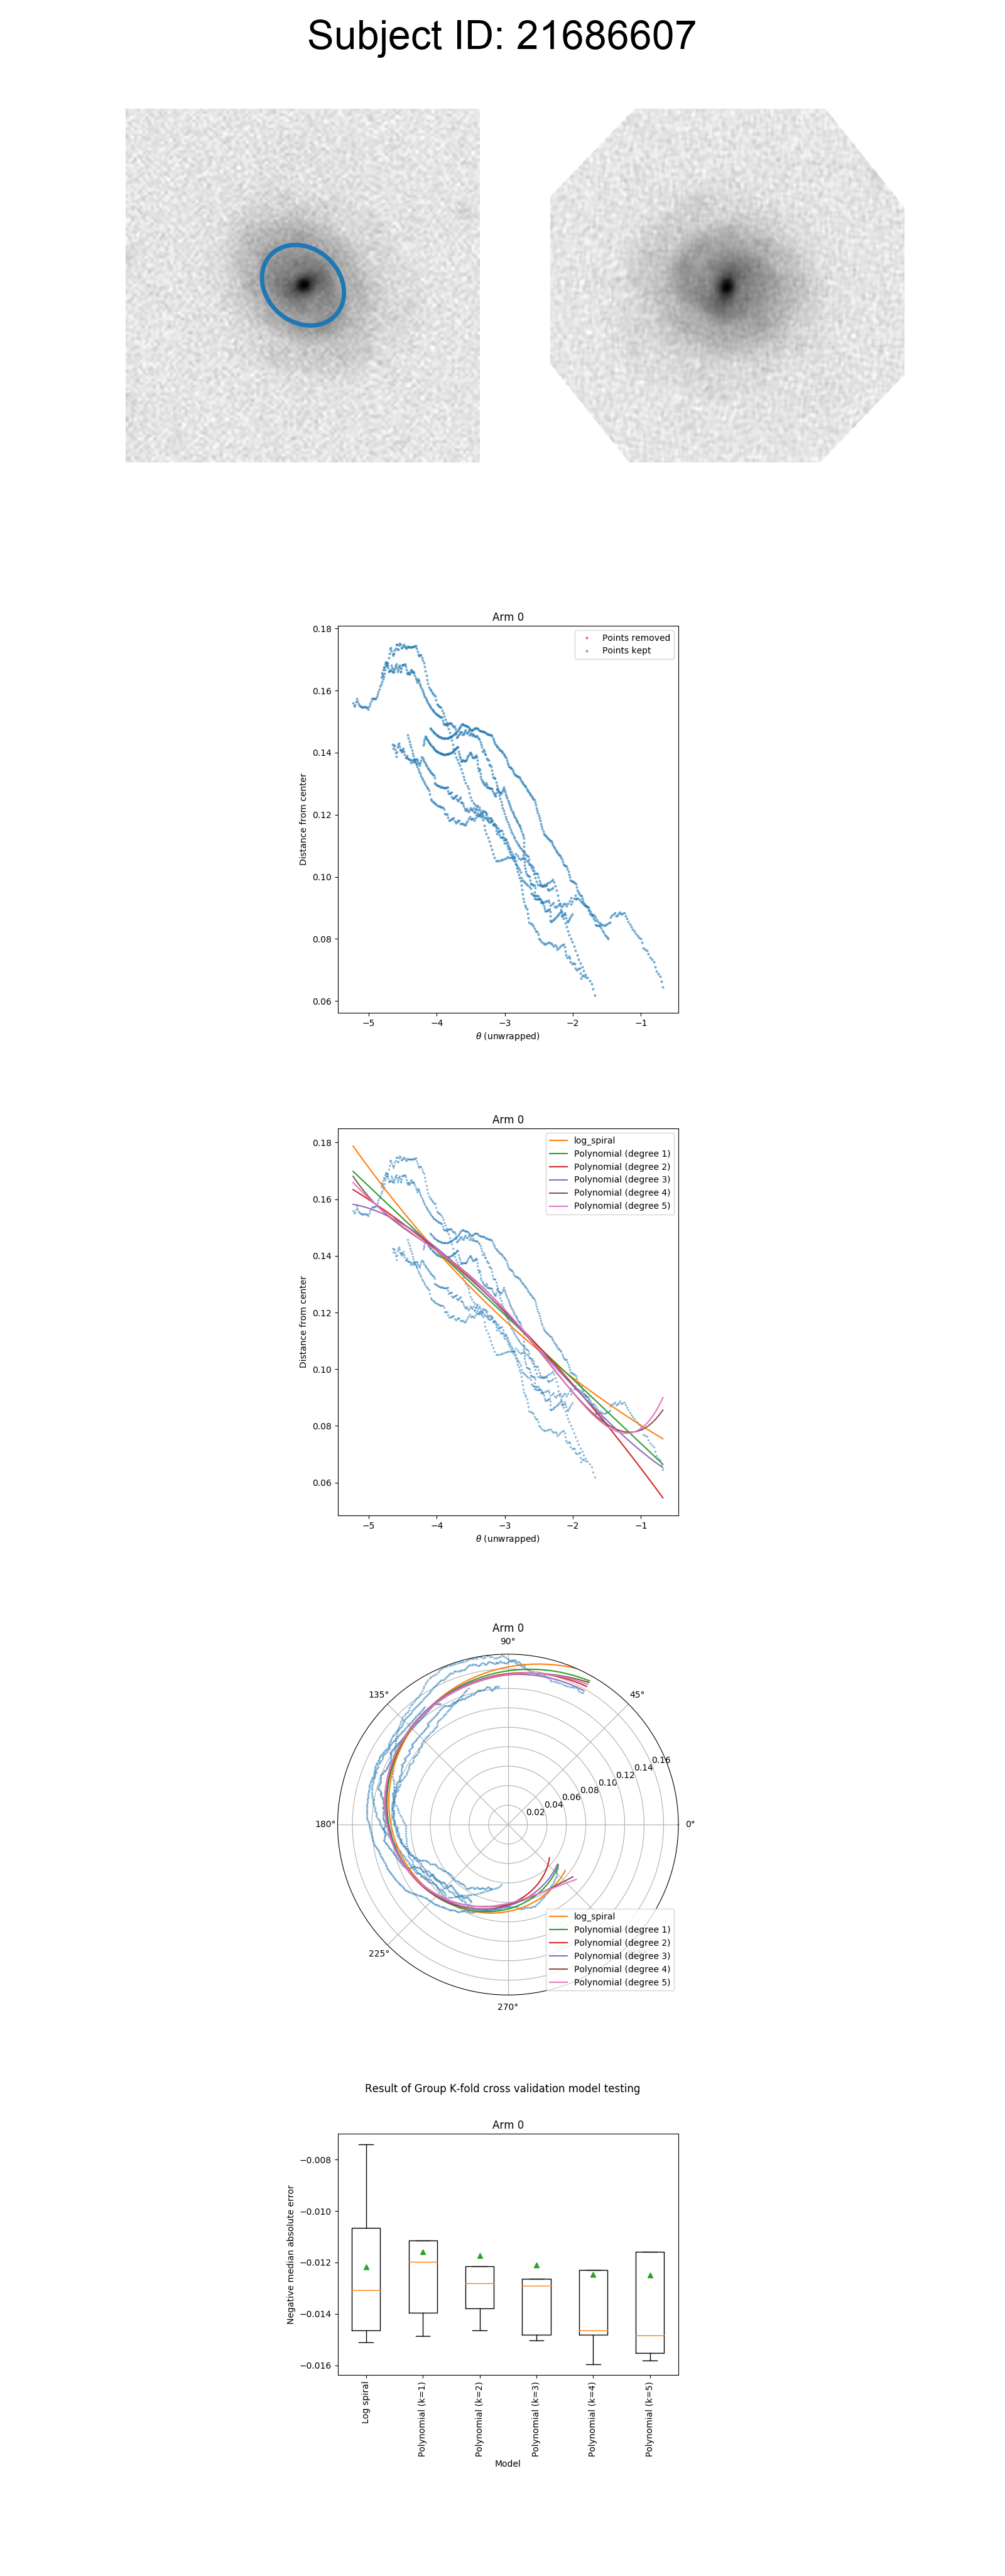 Subject ID: 21686607
Arm 0
Points removed
Points kept
0.18
0.16
0.14
0.12
0.10
0.08
0.06
Distance from center
−5
−4
−3
−2
−1
θ (unwrapped)
Arm 0
log_spiral
Polynomial (degree 1)
Polynomial (degree 2)
Polynomial (degree 3)
Polynomial (degree 4)
Polynomial (degree 5)
0.18
0.16
0.14
0.12
0.10
0.08
0.06
Distance from center
−5
−4
−3
−2
−1
θ (unwrapped)
Arm 0
90°
135°
45°
0.16
0.14
0.12
0.10
0.08
0.06
0.04
0.02
180°
0°
225°
270°
log_spiral
Polynomial (degree 1)
Polynomial (degree 2)
Polynomial (degree 3)
Polynomial (degree 4)
Polynomial (degree 5)
Result of Group K-fold cross validation model testing
Arm 0
−0.008
−0.010
−0.012
−0.014
−0.016
Negative median absolute error
Log spiral
Polynomial (k=1)
Polynomial (k=2)
Polynomial (k=3)
Polynomial (k=4)
Polynomial (k=5)
Model